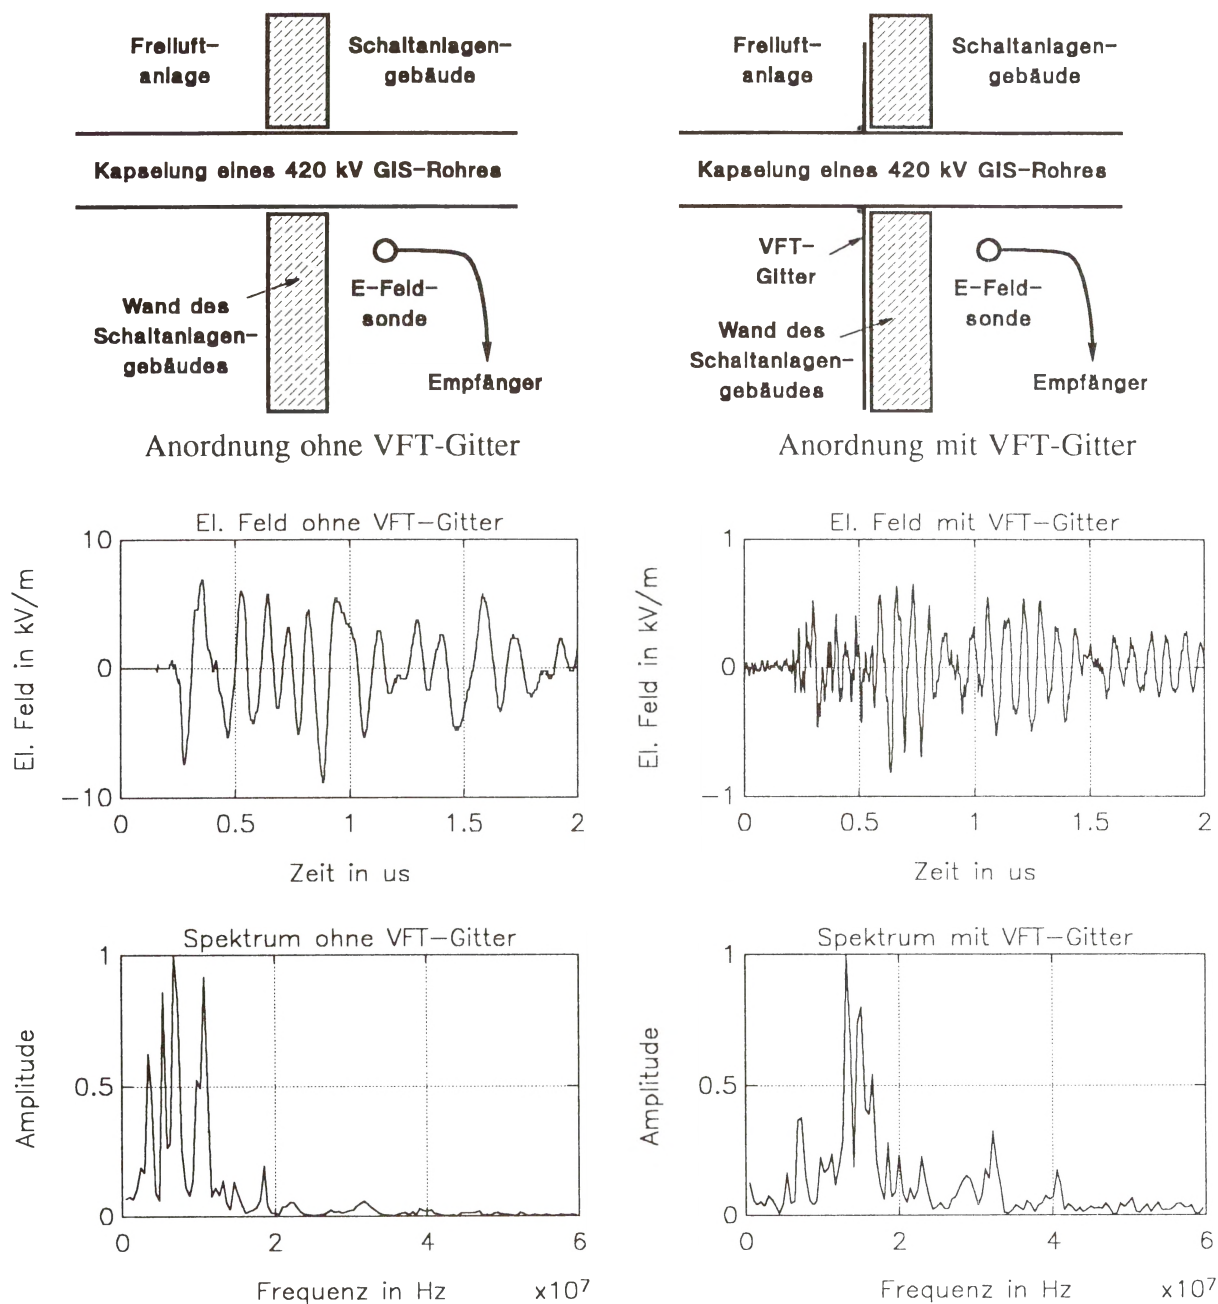 Freiluft-
anlage
Schaltanlagen-
gebäude
Kapselung eines 420 kV GIS-Rohres
Wand des
Schaltanlagen-
gebäudes
E-Feld-
sonde
Empfänger
Anordnung ohne VFT-Gitter
Freiluft-
anlage
Schaltanlagen-
gebäude
Kapselung eines 420 kV GIS-Rohres
VFT-
Gitter
E-Feld-
sonde
Wand des
Schaltanlagen-
gebäudes
Empfänger
Anordnung mit VFT-Gitter
El. Feld ohne VFT-Gitter
El. Feld in kV/m
10
0
-10
0 0.5 1 1.5 2
Zeit in us
El. Feld mit VFT-Gitter
El. Feld in kV/m
1
0
-1
0 0.5 1 1.5 2
Zeit in us
Spektrum ohne VFT-Gitter
Amplitude
1
0.5
0
0 2 4 6
Frequenz in Hz x10⁷
Spektrum mit VFT-Gitter
Amplitude
1
0.5
0
0 2 4 6
Frequenz in Hz x10⁷